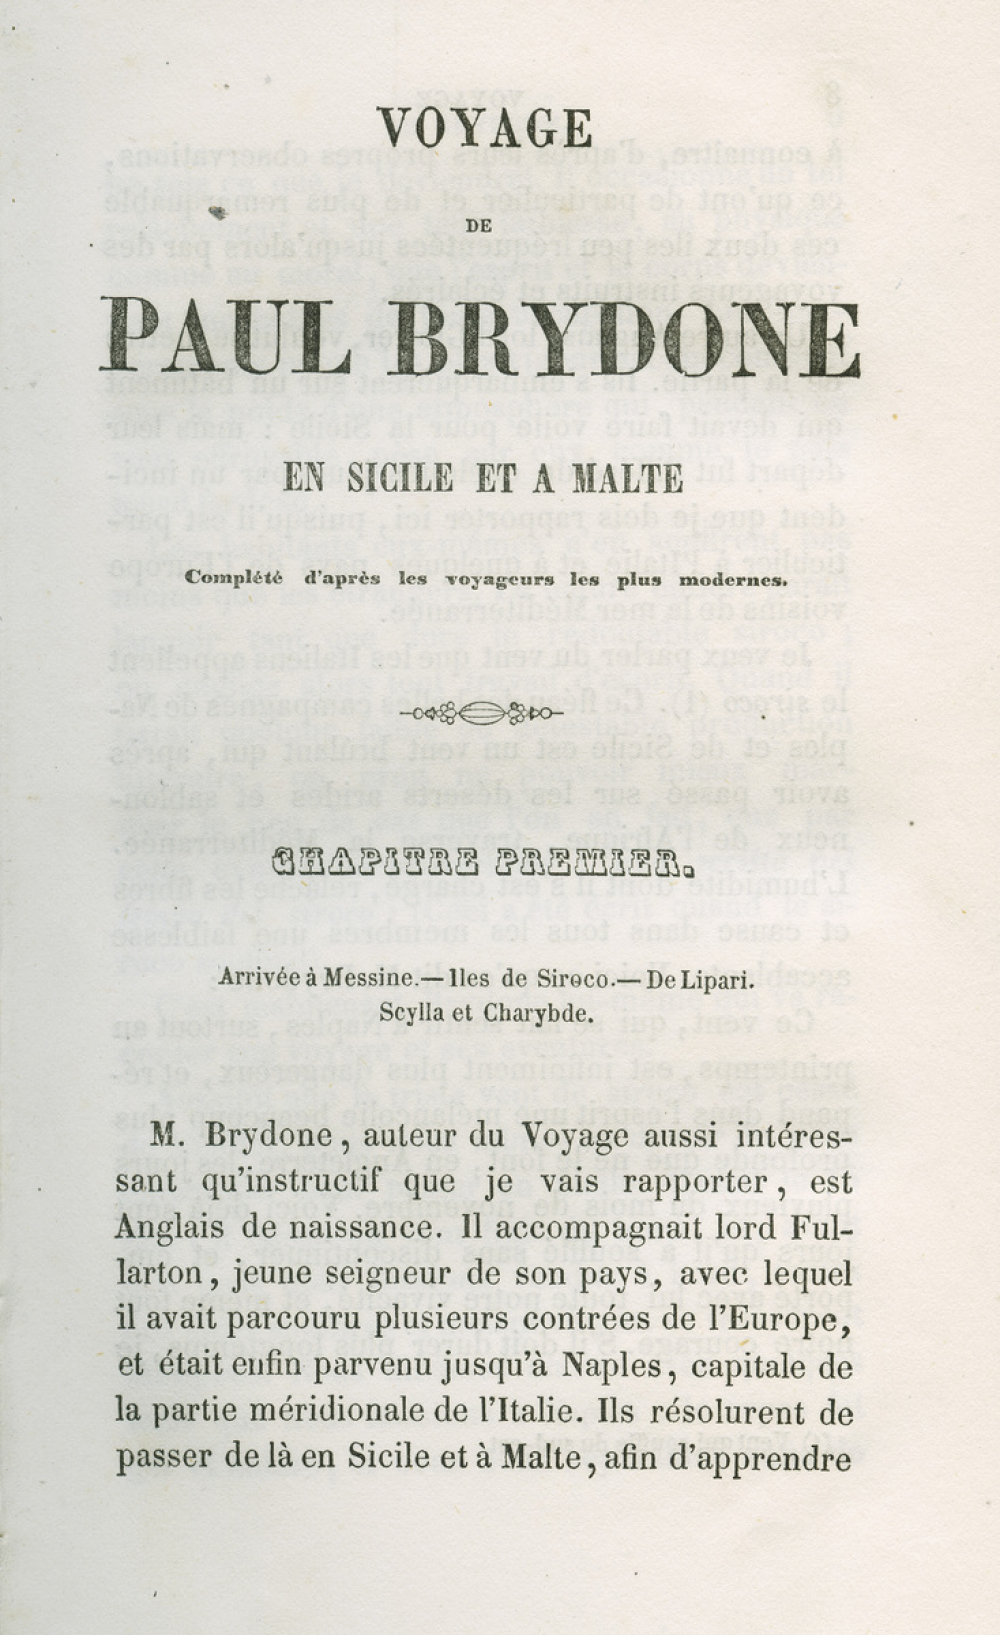 VOYAGE
DE
PAUL BRYDONE
EN SICILE ET A MALTE
Complété d'après les voyageurs les plus modernes.
CHAPITRE PREMIER.
Arrivée à Messine.—Iles de Siroco.—De Lipari.
Scylla et Charybde.
M. Brydone, auteur du Voyage aussi intéres-
sant qu'instructif que je vais rapporter, est
Anglais de naissance. Il accompagnait lord Ful-
larton, jeune seigneur de son pays, avec lequel
il avait parcouru plusieurs contrées de l'Europe,
et était enfin parvenu jusqu'à Naples, capitale de
la partie méridionale de l'Italie. Ils résolurent de
passer de là en Sicile et à Malte, afin d'apprendre